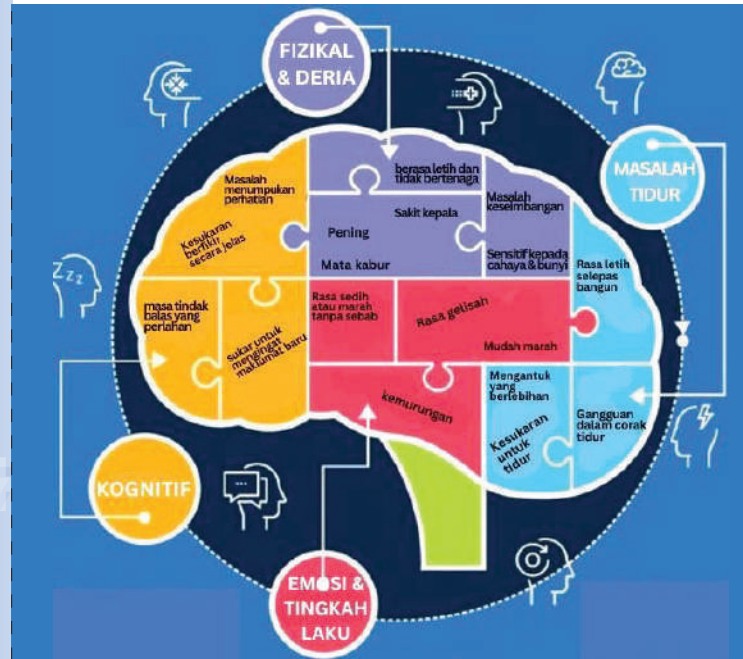 FIZIKAL
& DERIA
MASALAH
TIDUR
Masalah
menumpukan
perhatian
Kesukaran
berfikir
secara jelas
masa tindak
balas yang
perlahan
sukar untuk
mengingat
maklumat baru
berasa letih dan
tidak bertenaga
Sakit kepala
Pening
Mata kabur
Masalah
keseimbangan
Sensitif kepada
cahaya & bunyi
Rasa letih
selepas
bangun
Rasa sedih
atau marah
tanpa sebab
Rasa gelisah
Mudah marah
kemurungan
Mengantuk
yang
berlebihan
Kesukaran
untuk
tidur
Gangguan
dalam corak
tidur
KOGNITIF
EMOSI &
TINGKAH
LAKU
ZZZ